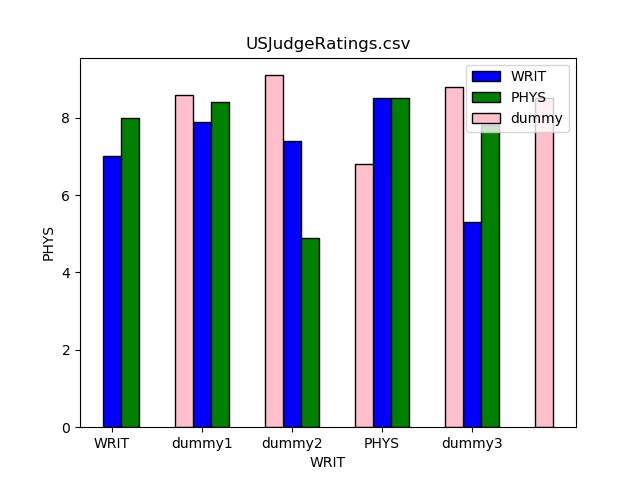 USJudgeRatings.csv
WRIT
PHYS
dummy
PHYS
8
6
4
2
0
WRIT dummy1 dummy2 PHYS dummy3
WRIT